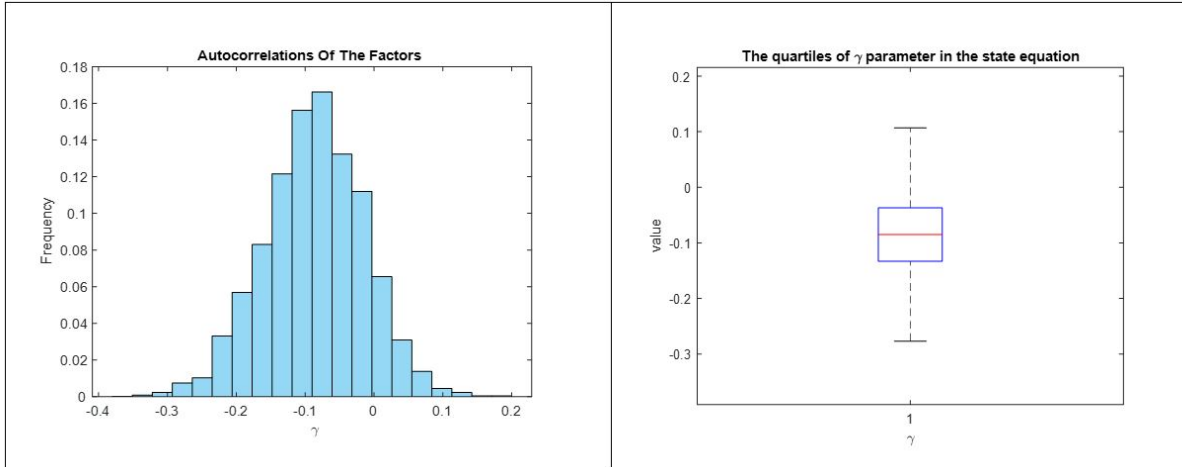 Autocorrelations Of The Factors
0.18
0.16
0.14
0.12
0.1
0.08
0.06
0.04
0.02
0
Frequency
-0.4 -0.3 -0.2 -0.1 0 0.1 0.2
γ
The quartiles of γ parameter in the state equation
0.2
0.1
0
-0.1
-0.2
-0.3
value
1
γ